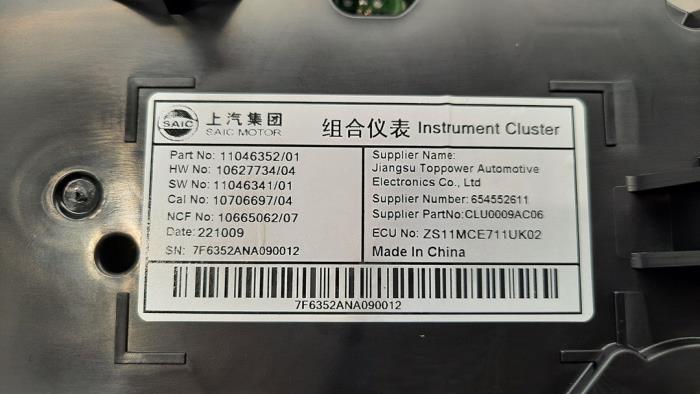 SAIC
上汽集团
SAIC MOTOR
组合仪表 Instrument Cluster
Part No: 11046352/01
HW No: 10627734/04
SW No: 11046341/01
Cal No: 10706697/04
NCF No: 10665062/07
Date: 221009
SN: 7F6352ANA090012
Supplier Name:
Jiangsu Toppower Automotive
Electronics Co., Ltd
Supplier Number: 654552611
Supplier PartNo: CLU0009AC06
ECU No: ZS11MCE711UK02
Made In China
7F6352ANA090012